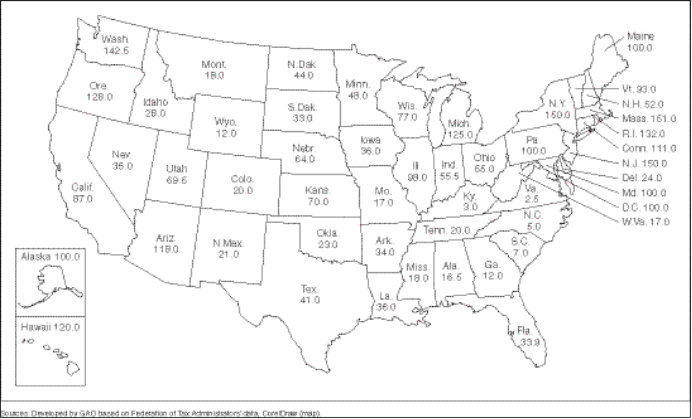 Maine
100.0
Wash.
142.5
Mont.
18.0
N.Dak.
44.0
Minn.
48.0
Vt. 93.0
N.H. 52.0
Mass. 151.0
R.I. 132.0
Conn. 111.0
N.J. 150.0
Del. 24.0
Md. 100.0
D.C. 100.0
W.Va. 17.0
Ore.
128.0
Idaho
28.0
S.Dak.
33.0
Wis.
77.0
Mich.
125.0
N.Y.
150.0
Wyo.
12.0
Iowa
36.0
Pa.
100.0
Nebr.
64.0
Nev.
35.0
Utah
69.5
Colo.
20.0
Ill.
98.0
Ind.
55.5
Ohio
55.0
Calif.
87.0
Kans.
70.0
Mo.
17.0
Ky.
3.0
Va.
2.5
N.C.
5.0
Tenn. 20.0
Ariz.
118.0
N.Mex.
21.0
Okla.
23.0
Ark.
34.0
S.C.
7.0
Miss.
18.0
Ala.
16.5
Ga.
12.0
Alaska 100.0
Tex.
41.0
La.
36.0
Hawaii 120.0
Fla.
33.9
Sources: Developed by GAO based on Federation of Tax Administrators' data, Corel Draw (map).